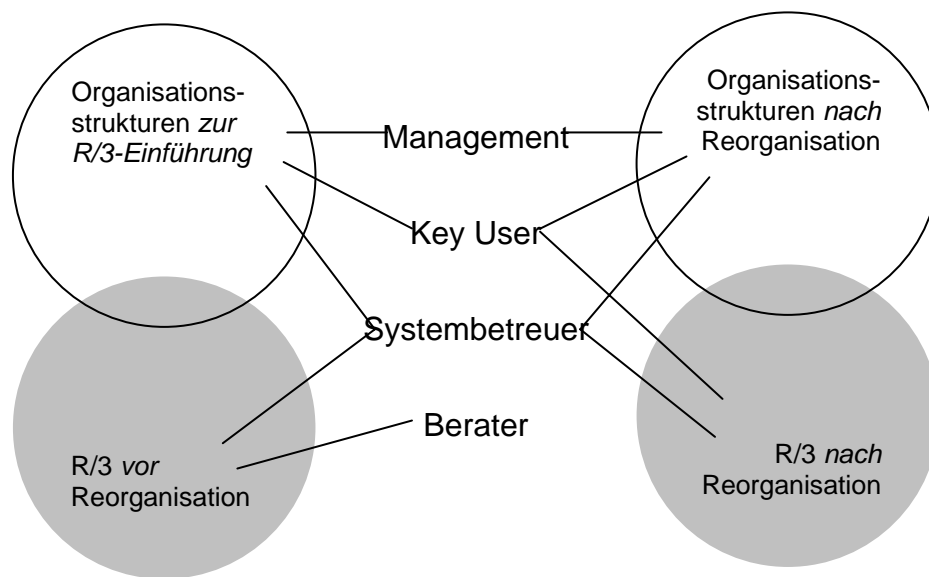 Organisations-
strukturen zur
R/3-Einführung
Organisations-
strukturen nach
Reorganisation
Management
Key User
Systembetreuer
Berater
R/3 vor
Reorganisation
R/3 nach
Reorganisation